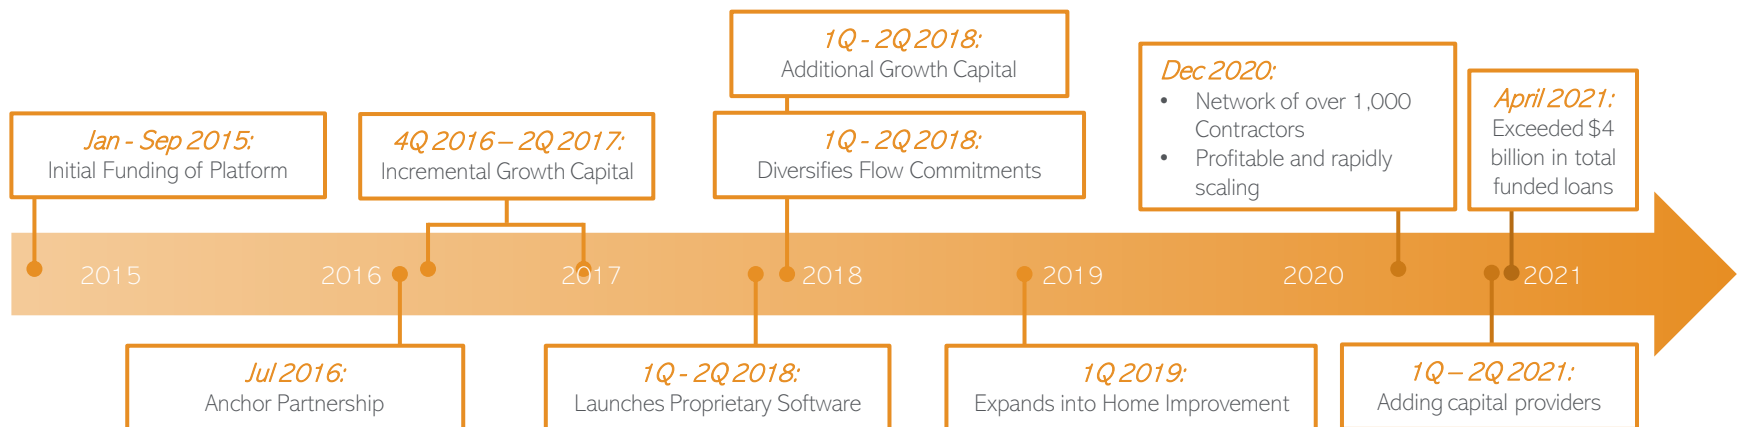 1Q - 2Q 2018:
Additional Growth Capital
Dec 2020:
• Network of over 1,000
Contractors
• Profitable and rapidly
scaling
April 2021:
Exceeded $4
billion in total
funded loans
Jan - Sep 2015:
Initial Funding of Platform
4Q 2016 – 2Q 2017:
Incremental Growth Capital
1Q - 2Q 2018:
Diversifies Flow Commitments
2015
2016
2017
2018
2019
2020
2021
Jul 2016:
Anchor Partnership
1Q - 2Q 2018:
Launches Proprietary Software
1Q 2019:
Expands into Home Improvement
1Q – 2Q 2021:
Adding capital providers